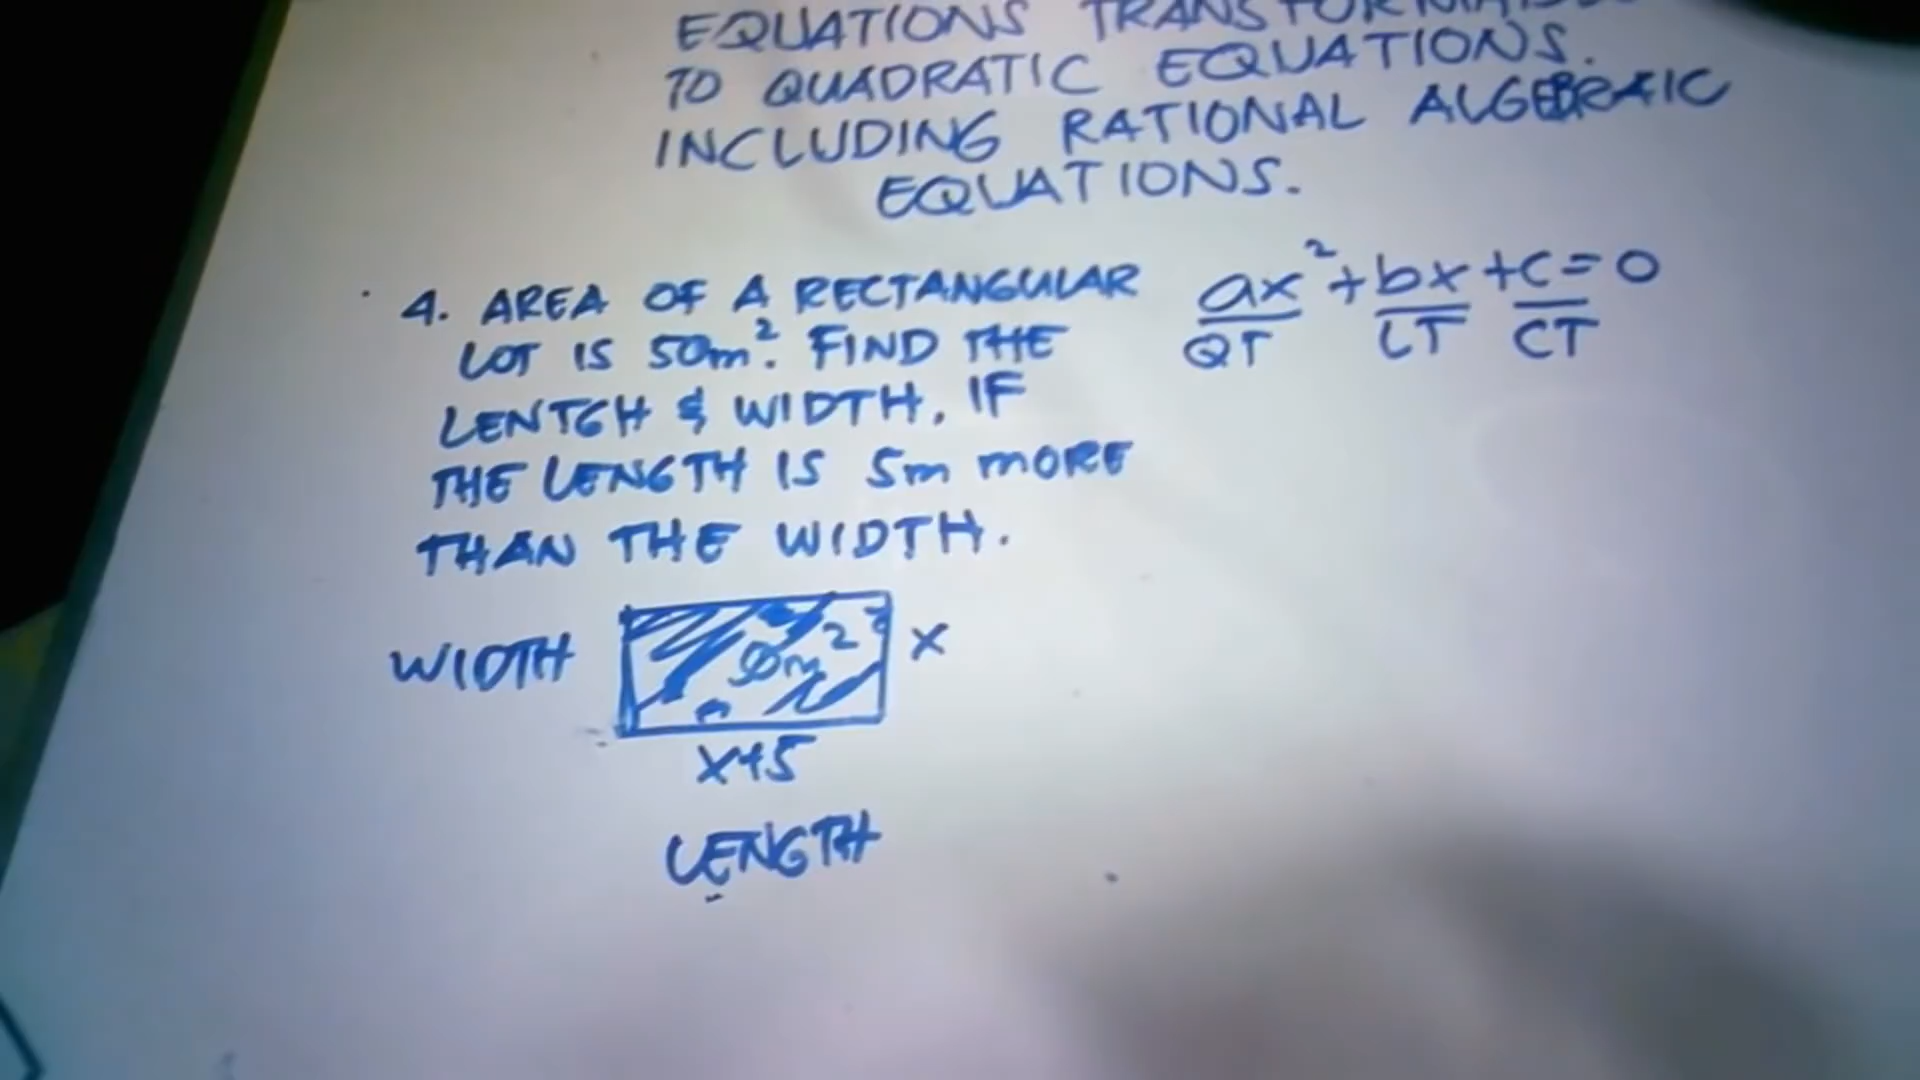 EQUATIONS
TO QUADRATIC EQUATIONS.
INCLUDING RATIONAL ALGEBRAIC
EQUATIONS.
4. AREA OF A RECTANGULAR
LOT IS 50m². FIND THE
LENTGH & WIDTH, IF
THE LENGTH IS 5m MORE
THAN THE WIDTH.
ax²+bx+c=0
QT LT CT
WIDTH
50m²
x
x+5
LENGTH